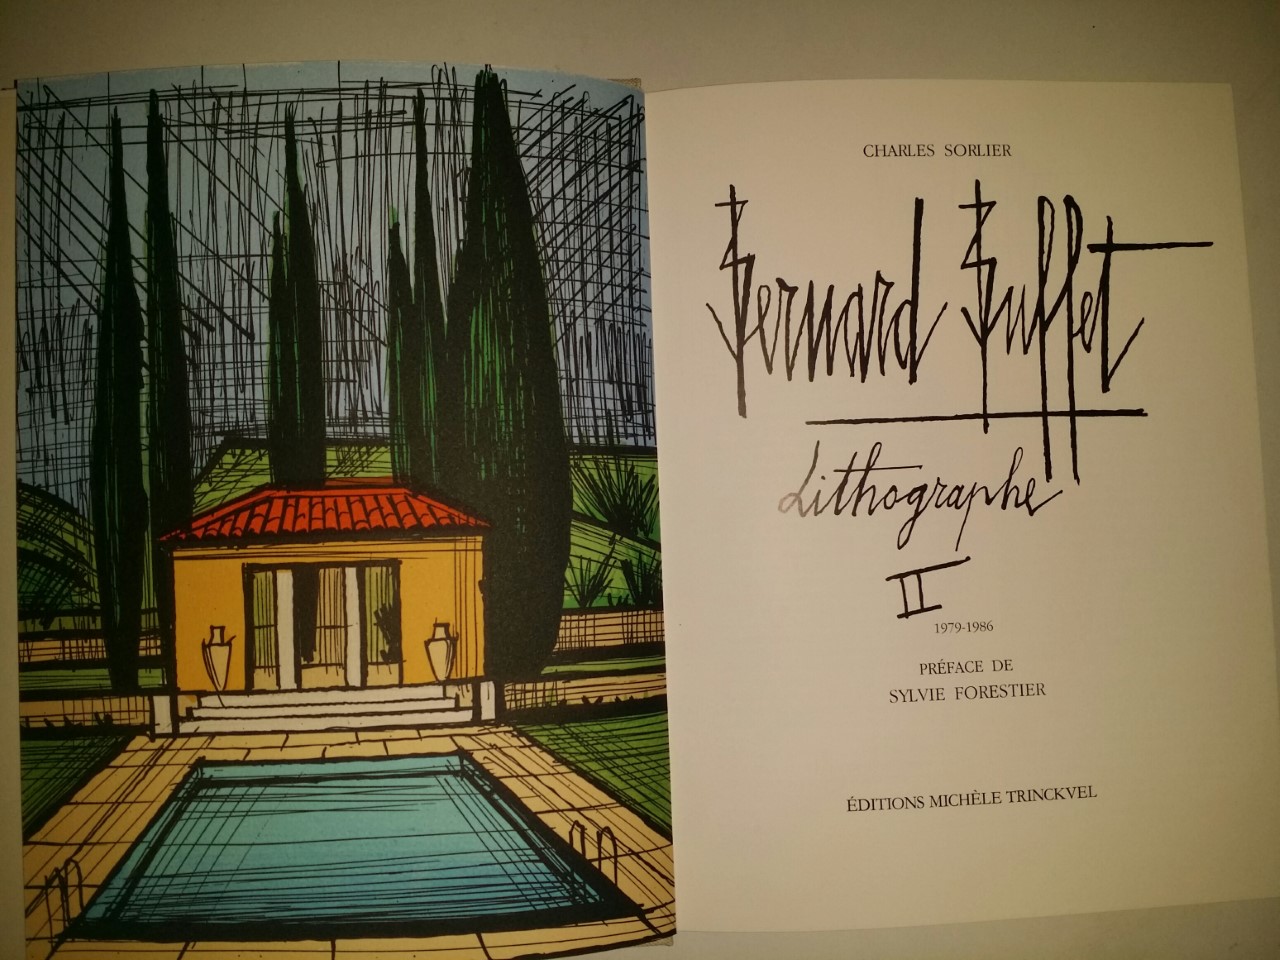 CHARLES SORLIER
Bernard Buffet
Lithographe
II
1979-1986
PRÉFACE DE
SYLVIE FORESTIER
ÉDITIONS MICHÈLE TRINCKVEL